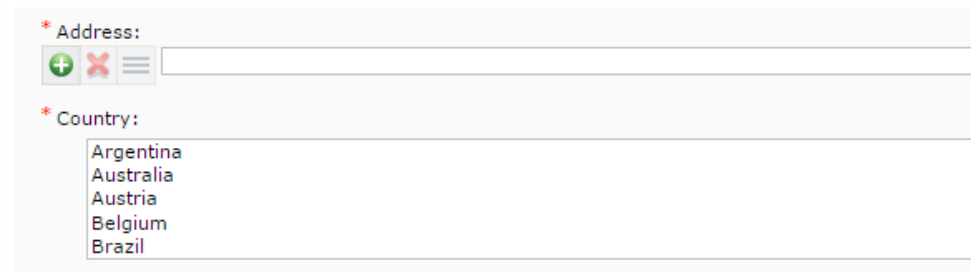 * Address:
* Country:
Argentina
Australia
Austria
Belgium
Brazil